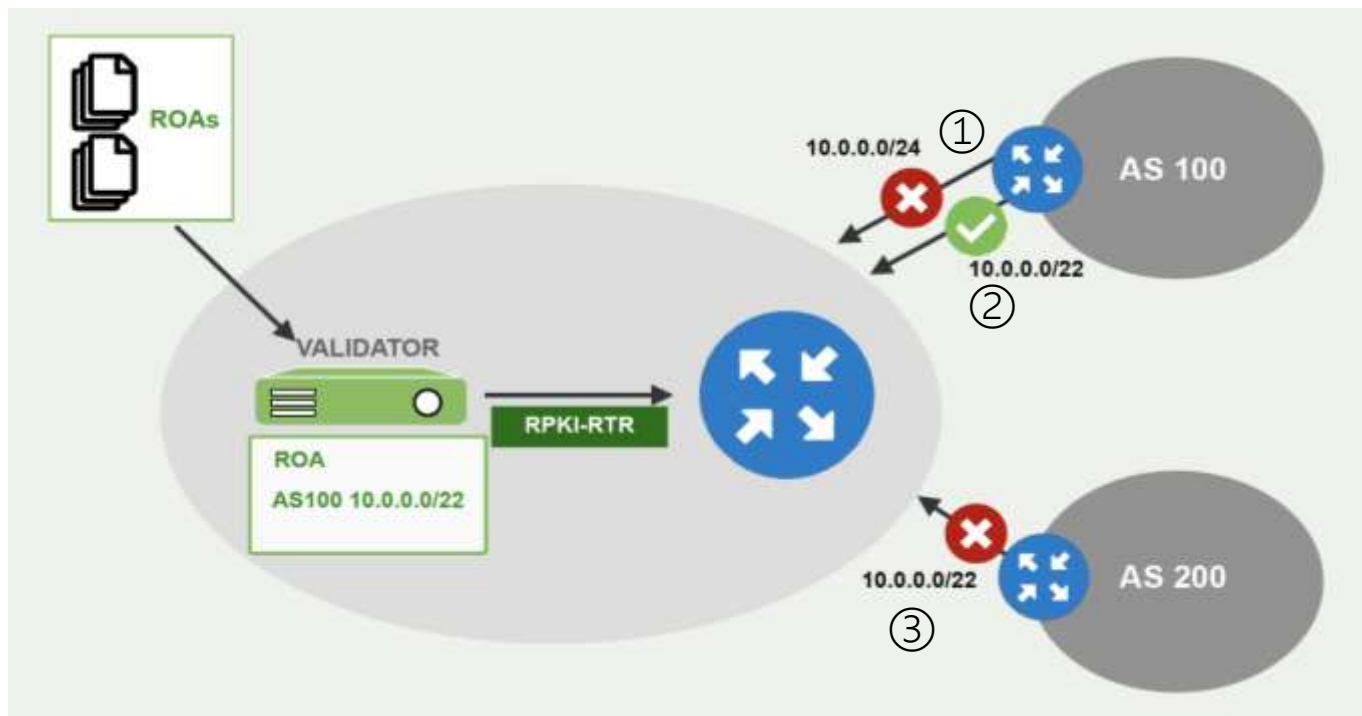 ROAs
10.0.0.0/24
①
AS 100
10.0.0.0/22
②
VALIDATOR
RPKI-RTR
ROA
AS100 10.0.0.0/22
10.0.0.0/22
③
AS 200